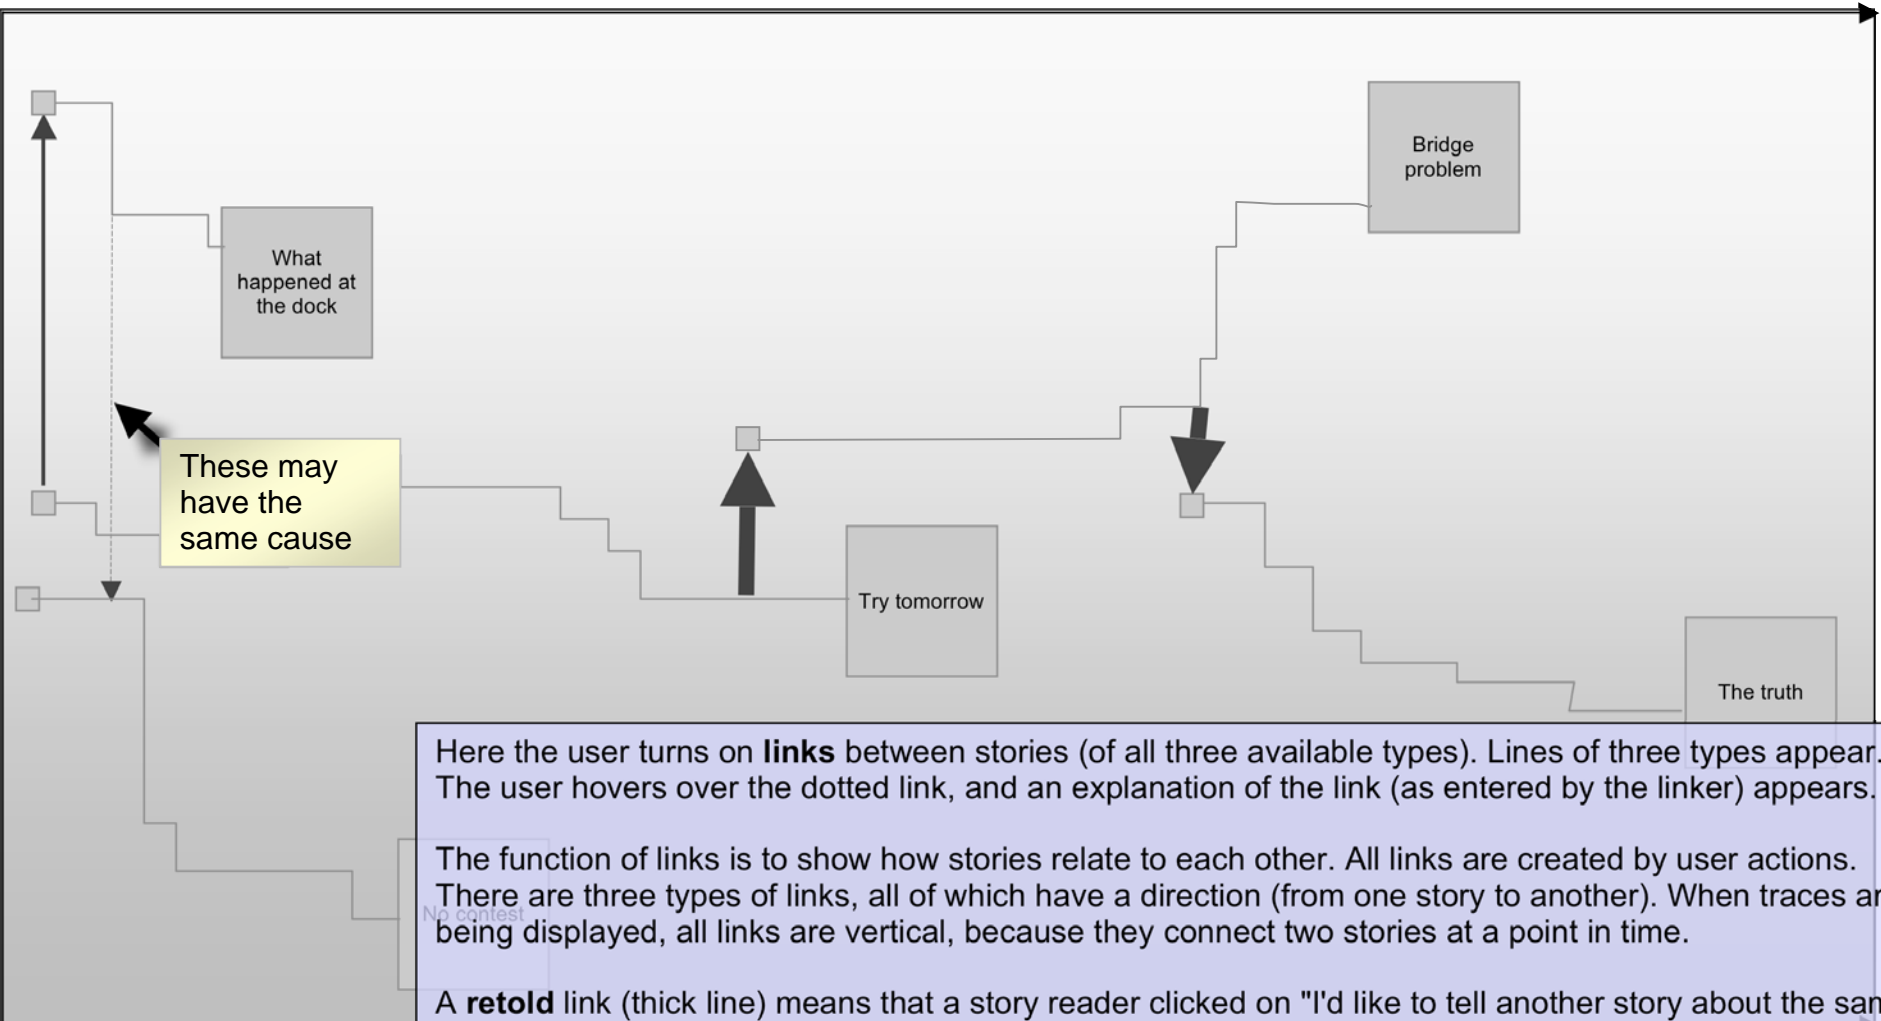 Bridge
problem
What
happened at
the dock
These may
have the
same cause
Try tomorrow
The truth
No contest
Here the user turns on links between stories (of all three available types). Lines of three types appear.
The user hovers over the dotted link, and an explanation of the link (as entered by the linker) appears.
The function of links is to show how stories relate to each other. All links are created by user actions.
There are three types of links, all of which have a direction (from one story to another). When traces
being displayed, all links are vertical, because they connect two stories at a point in time.
A retold link (thick line) means that a story reader clicked on "I'd like to tell another story about the